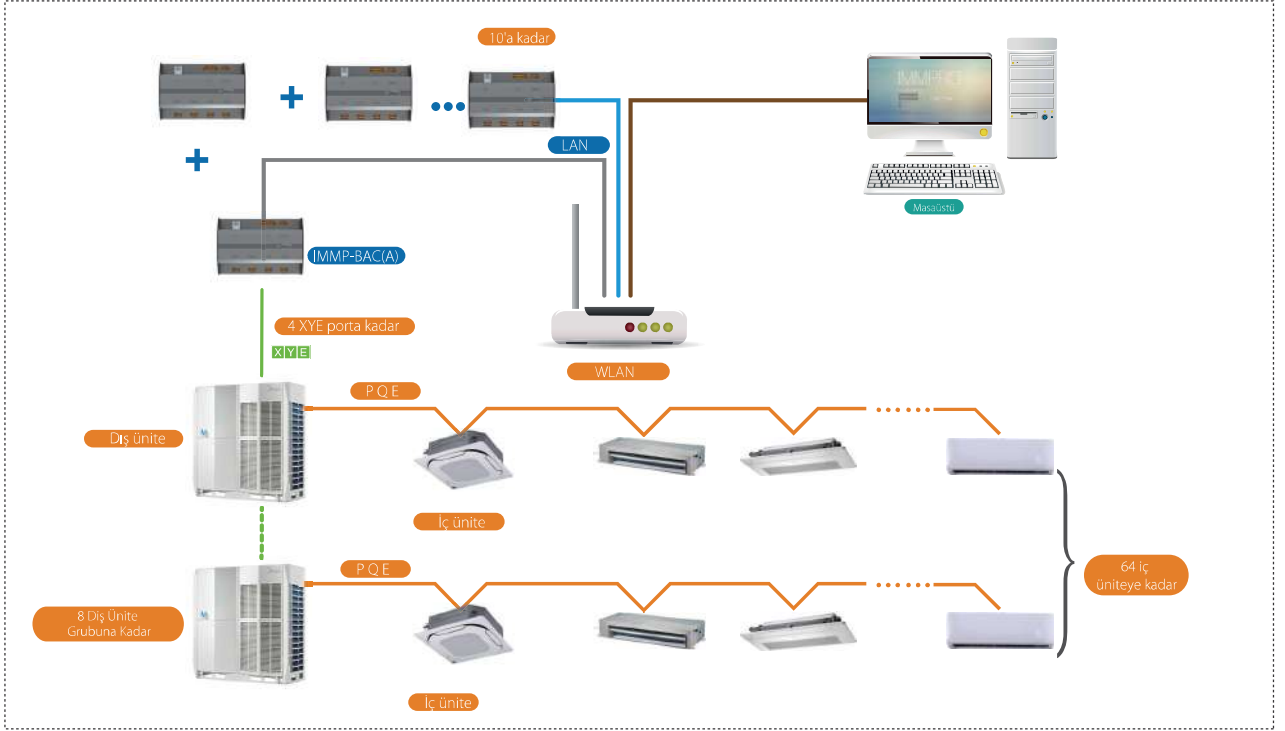 10'a kadar
IMMPRO
LAN
Masaüstü
IMMP-BAC(A)
4 XYE porta kadar
X Y E
WLAN
P Q E
Dış ünite
İç ünite
P Q E
64 iç
üniteye kadar
8 Dış Ünite
Grubuna Kadar
İç ünite